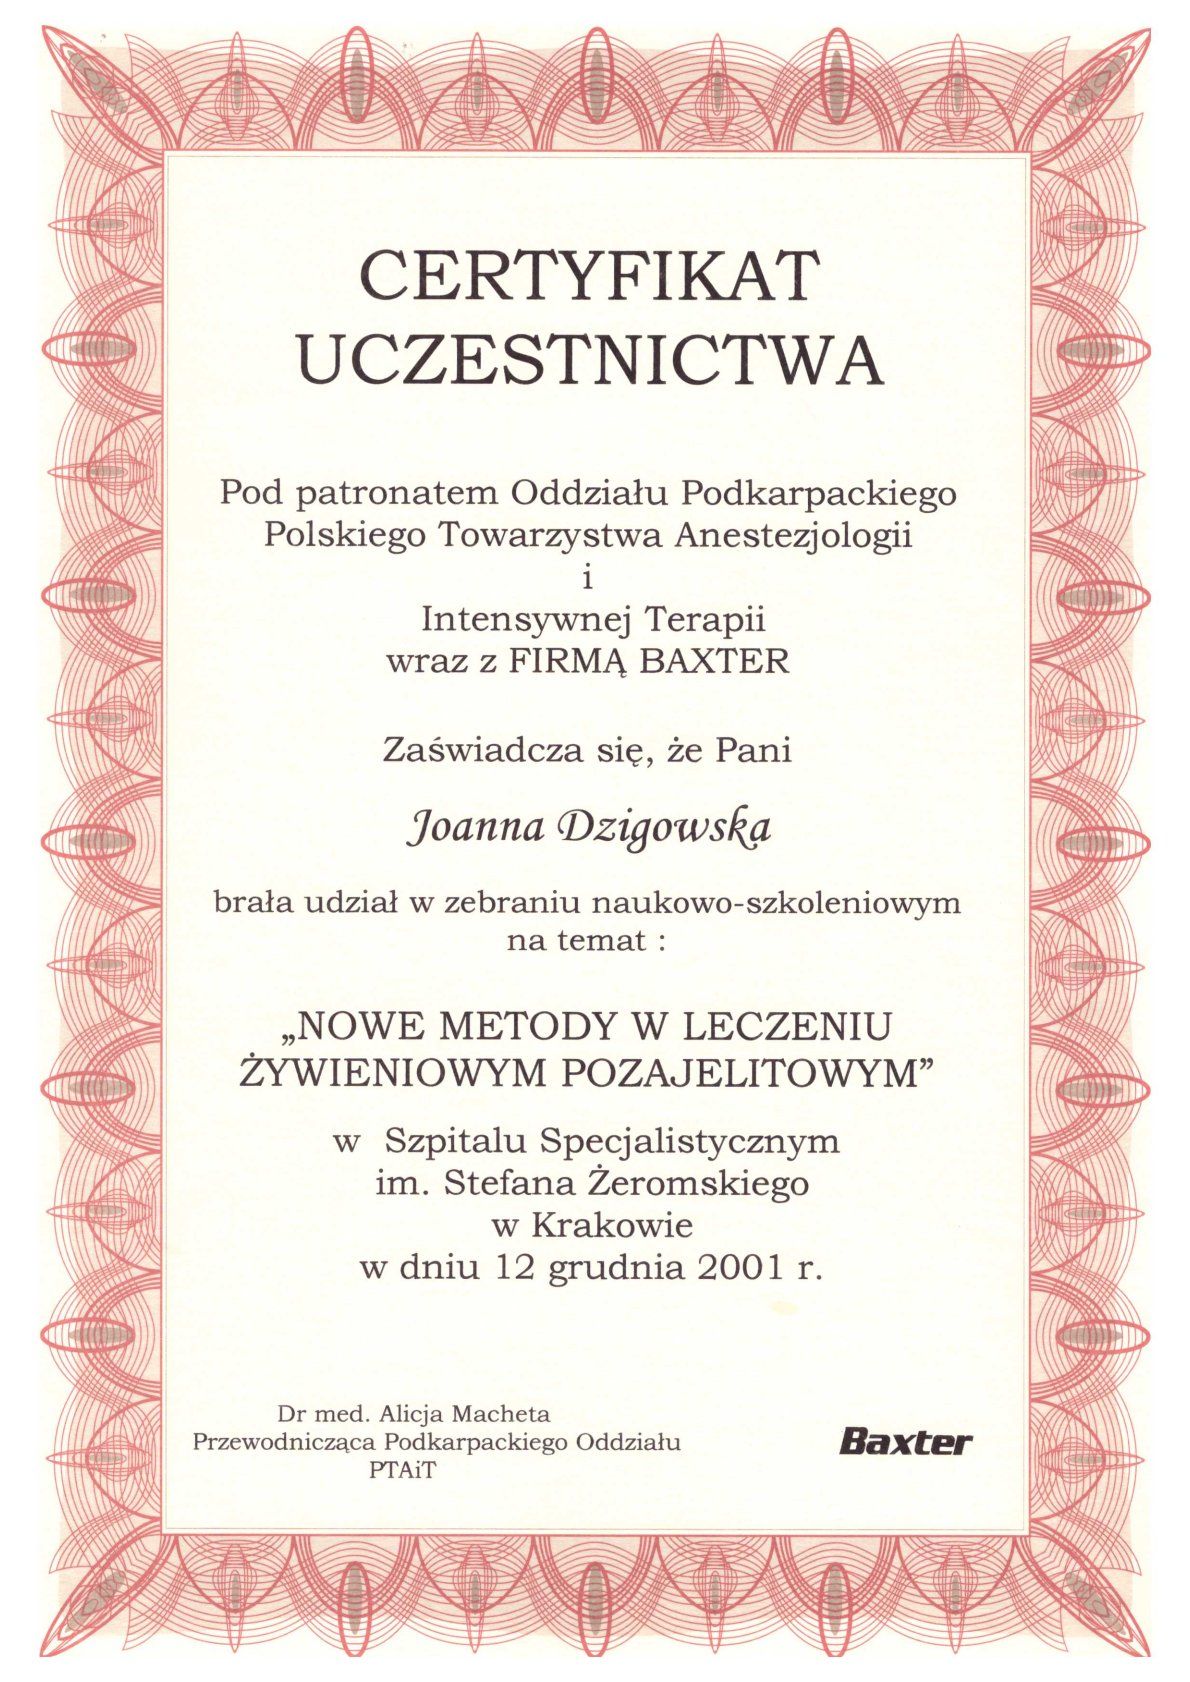 CERTYFIKAT
UCZESTNICTWA
Pod patronatem Oddziału Podkarpackiego
Polskiego Towarzystwa Anestezjologii
i
Intensywnej Terapii
wraz z FIRMĄ BAXTER
Zaświadcza się, że Pani
Joanna Dzigowska
brała udział w zebraniu naukowo-szkoleniowym
na temat :
„NOWE METODY W LECZENIU
ŻYWIENIOWYM POZAJELITOWYM”
w Szpitalu Specjalistycznym
im. Stefana Żeromskiego
w Krakowie
w dniu 12 grudnia 2001 r.
Dr med. Alicja Macheta
Przewodnicząca Podkarpackiego Oddziału
PTAiT
Baxter